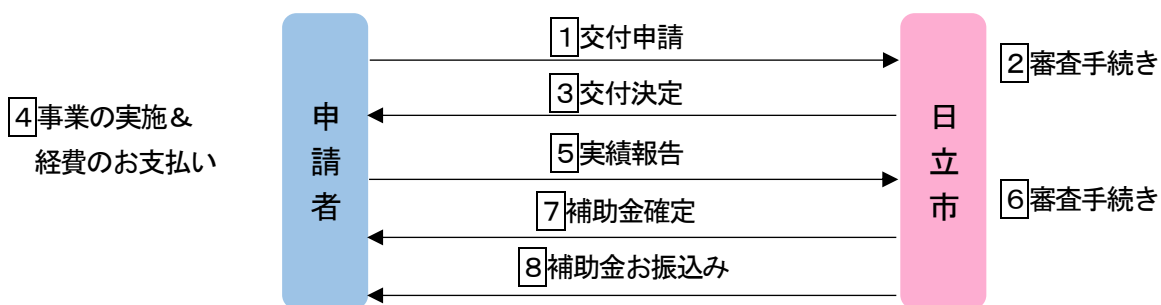 1交付申請
2審査手続き
3交付決定
4事業の実施&
経費のお支払い
申請者
日立市
5実績報告
6審査手続き
7補助金確定
8補助金お振込み